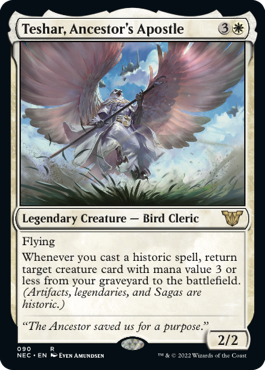 Teshar, Ancestor's Apostle 3
Legendary Creature — Bird Cleric
Flying
Whenever you cast a historic spell, return
target creature card with mana value 3 or
less from your graveyard to the battlefield.
(Artifacts, legendaries, and Sagas are
historic.)
"The Ancestor saved us for a purpose."
2/2
090 R
NEC • EN EVEN AMUNDSEN
™ & © 2022 Wizards of the Coast